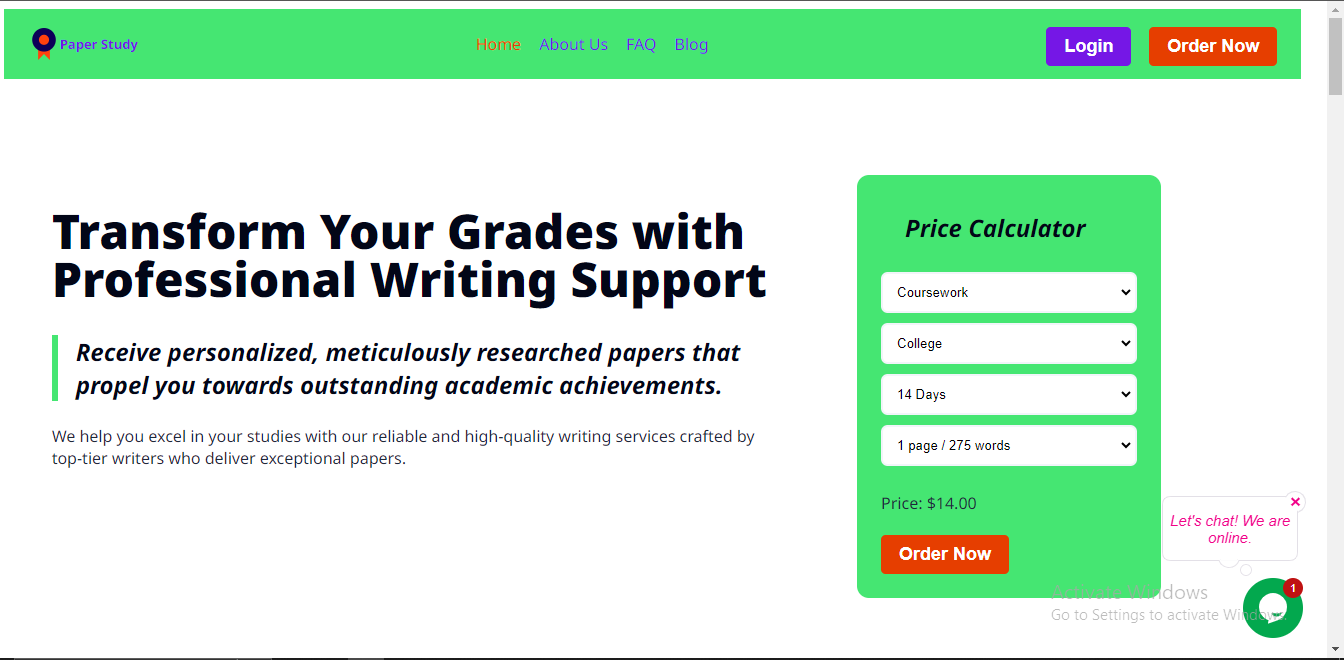 Paper Study
Home About Us FAQ Blog
Login
Order Now
Transform Your Grades with
Professional Writing Support
Receive personalized, meticulously researched papers that
propel you towards outstanding academic achievements.
We help you excel in your studies with our reliable and high-quality writing services crafted by
top-tier writers who deliver exceptional papers.
Price Calculator
Coursework
College
14 Days
1 page / 275 words
Price: $14.00
Order Now
Let's chat! We are
online.
1
Activate Windows
Go to Settings to activate Windows.